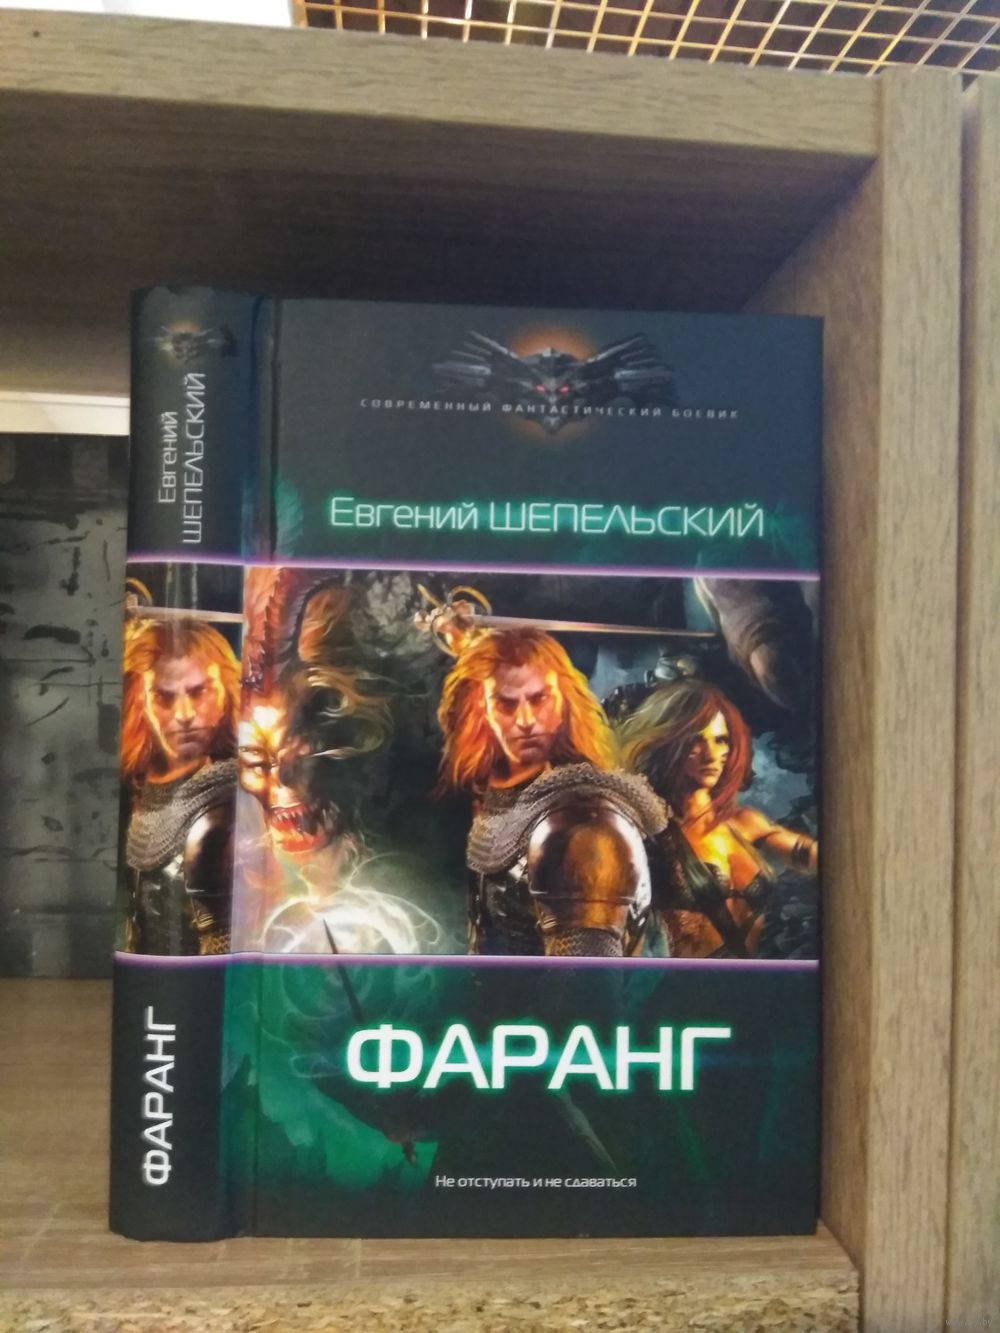 Евгений
ШЕПЕЛЬСКИЙ
ФАРАНГ
СОВРЕМЕННЫЙ ФАНТАСТИЧЕСКИЙ БОЕВИК
Евгений ШЕПЕЛЬСКИЙ
ФАРАНГ
Не отступать и не сдаваться